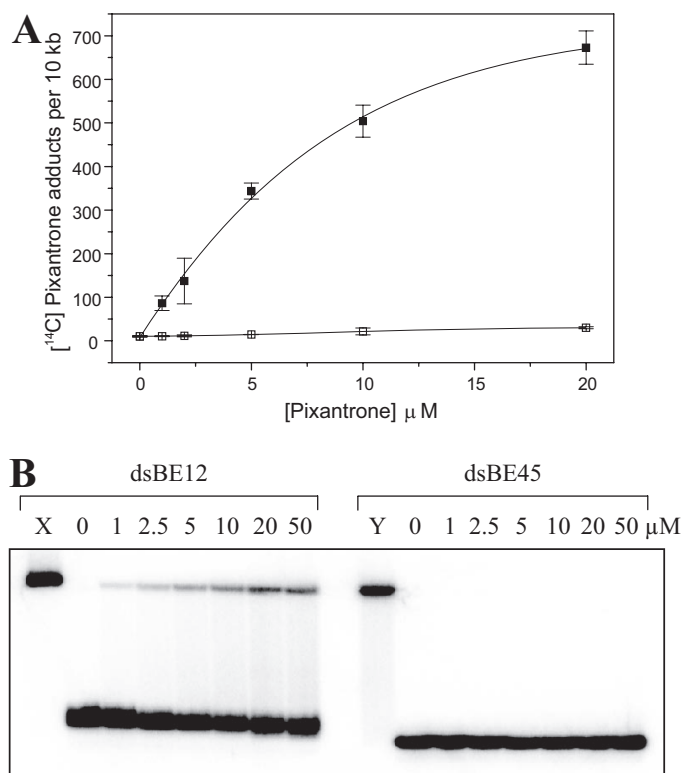 A
[¹⁴C] Pixantrone adducts per 10 kb
700
600
500
400
300
200
100
0
0 5 10 15 20
[Pixantrone] μ M
B
dsBE12 dsBE45
X 0 1 2.5 5 10 20 50 Y 0 1 2.5 5 10 20 50 μM